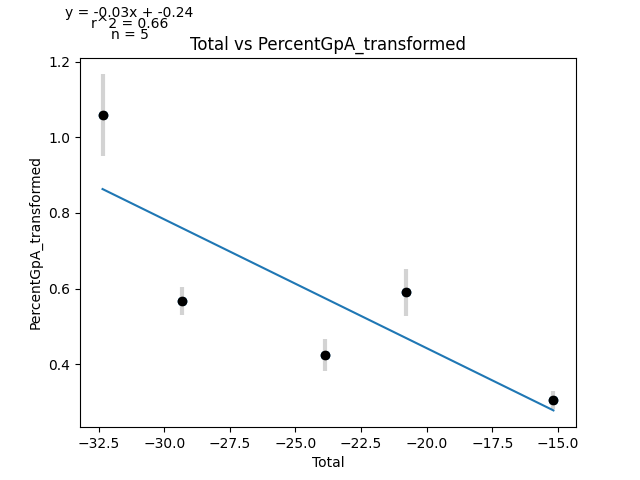 y = -0.03x + -0.24
r^2 = 0.66
n = 5
Total vs PercentGpA_transformed
PercentGpA_transformed
1.2
1.0
0.8
0.6
0.4
−32.5 −30.0 −27.5 −25.0 −22.5 −20.0 −17.5 −15.0
Total